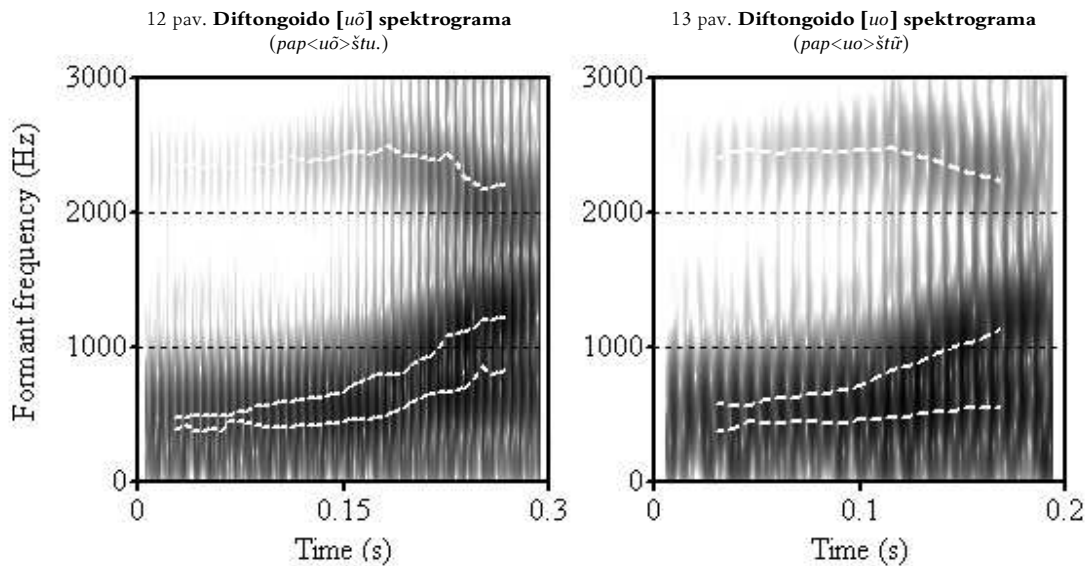 12 pav. Diftongoido [uõ] spektrograma
(pap<uõ>štu.)
13 pav. Diftongoido [uo] spektrograma
(pap<uo>štū̃)
Formant frequency (Hz)
3000
2000
1000
0
0
0.15
0.3
Time (s)
3000
2000
1000
0
0
0.1
0.2
Time (s)